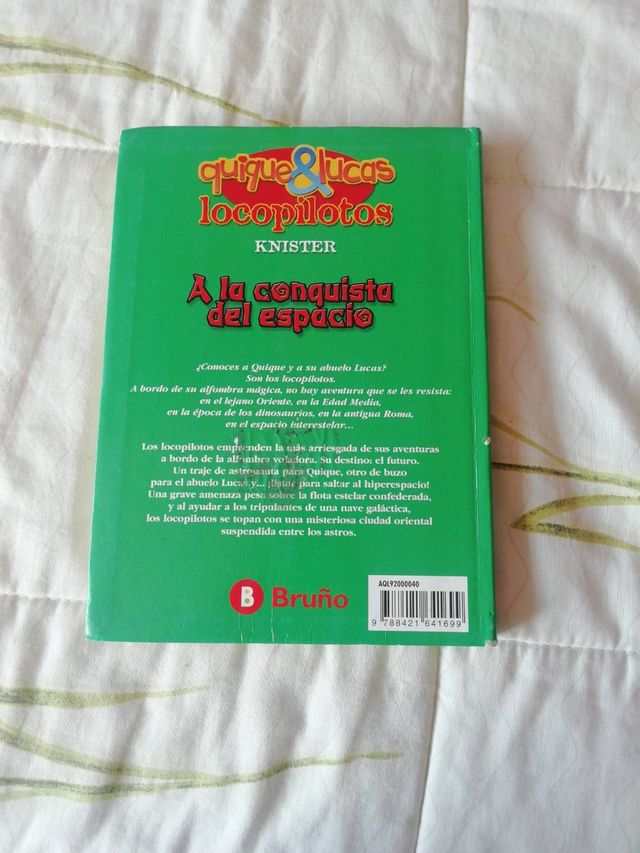 quique&lucas
locopilotos
KNISTER
A la conquista
del espacio
¿Conoces a Quique y a su abuelo Lucas?
Son los locopilotos.
A bordo de su alfombra mágica, no hay aventura que se les resista:
en el lejano Oriente, en la Edad Media,
en la época de los dinosaurios, en la antigua Roma,
en el espacio interestelar...
Los locopilotos emprenden la más arriesgada de sus aventuras
a bordo de la alfombra voladora. Su destino: el futuro.
Un traje de astronauta para Quique, otro de buzo
para el abuelo Lucas y... ¡listos para saltar al hiperespacio!
Una grave amenaza pesa sobre la flota estelar confederada,
y al ayudar a los tripulantes de una nave galáctica,
los locopilotos se topan con una misteriosa ciudad oriental
suspendida entre los astros.
B Bruño
AQL92000040
9 788421 641699